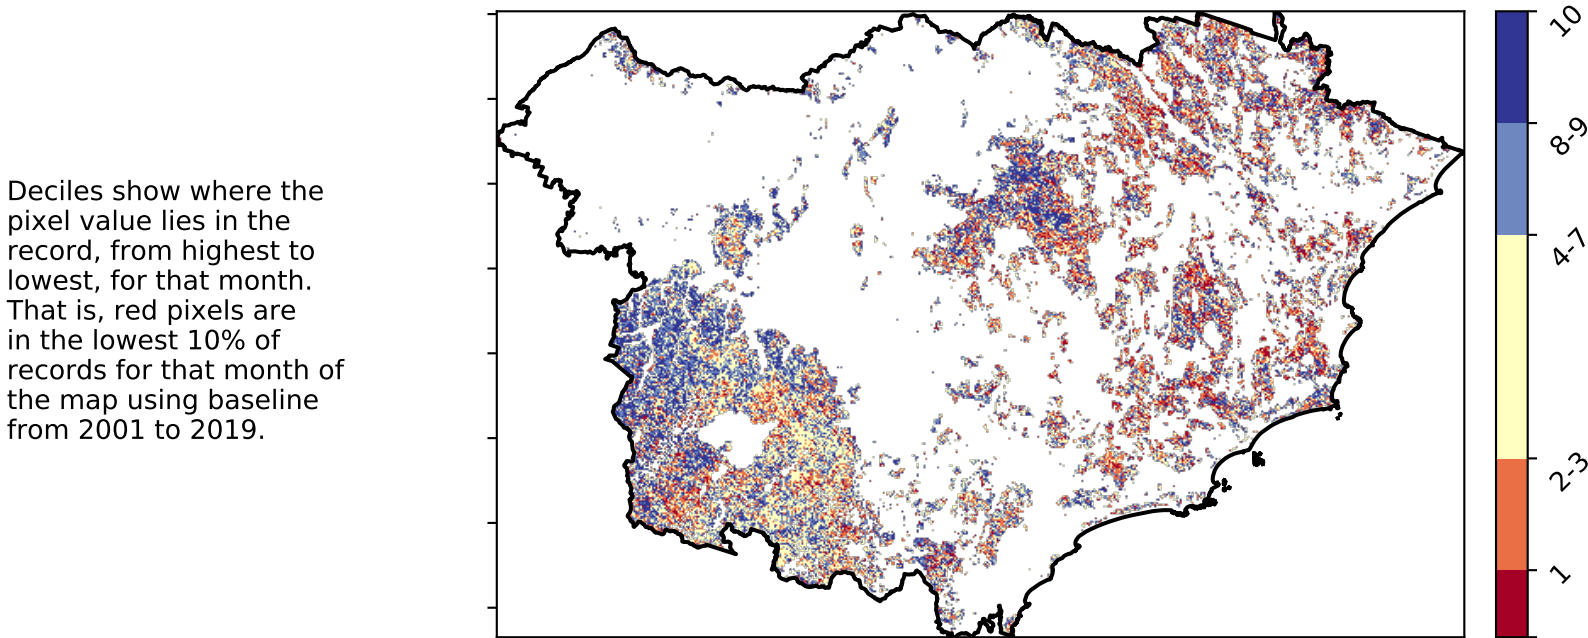 Deciles show where the
pixel value lies in the
record, from highest to
lowest, for that month.
That is, red pixels are
in the lowest 10% of
records for that month of
the map using baseline
from 2001 to 2019.
10
8-9
4-7
2-3
1